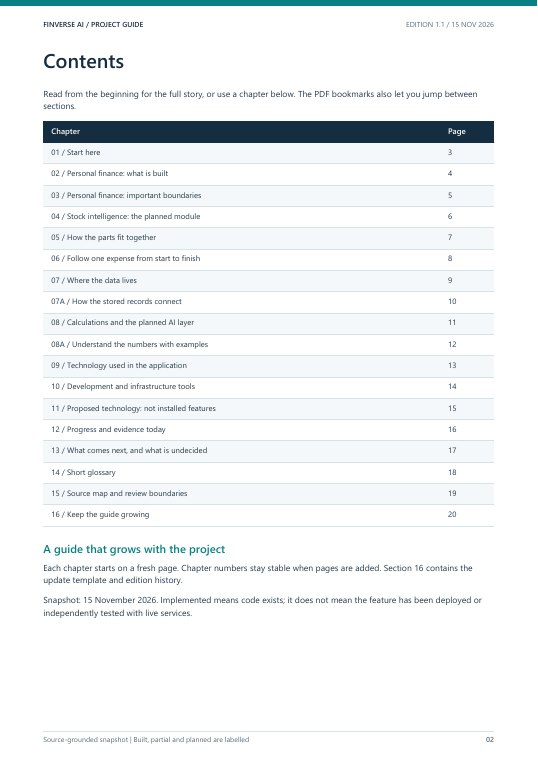 FINVERSE AI / PROJECT GUIDE
EDITION 1.1 / 15 NOV 2026
Contents
Read from the beginning for the full story, or use a chapter below. The PDF bookmarks also let you jump between
sections.
Chapter Page
01 / Start here 3
02 / Personal finance: what is built 4
03 / Personal finance: important boundaries 5
04 / Stock intelligence: the planned module 6
05 / How the parts fit together 7
06 / Follow one expense from start to finish 8
07 / Where the data lives 9
07A / How the stored records connect 10
08 / Calculations and the planned AI layer 11
08A / Understand the numbers with examples 12
09 / Technology used in the application 13
10 / Development and infrastructure tools 14
11 / Proposed technology: not installed features 15
12 / Progress and evidence today 16
13 / What comes next, and what is undecided 17
14 / Short glossary 18
15 / Source map and review boundaries 19
16 / Keep the guide growing 20
A guide that grows with the project
Each chapter starts on a fresh page. Chapter numbers stay stable when pages are added. Section 16 contains the
update template and edition history.
Snapshot: 15 November 2026. Implemented means code exists; it does not mean the feature has been deployed or
independently tested with live services.
Source-grounded snapshot | Built, partial and planned are labelled
02